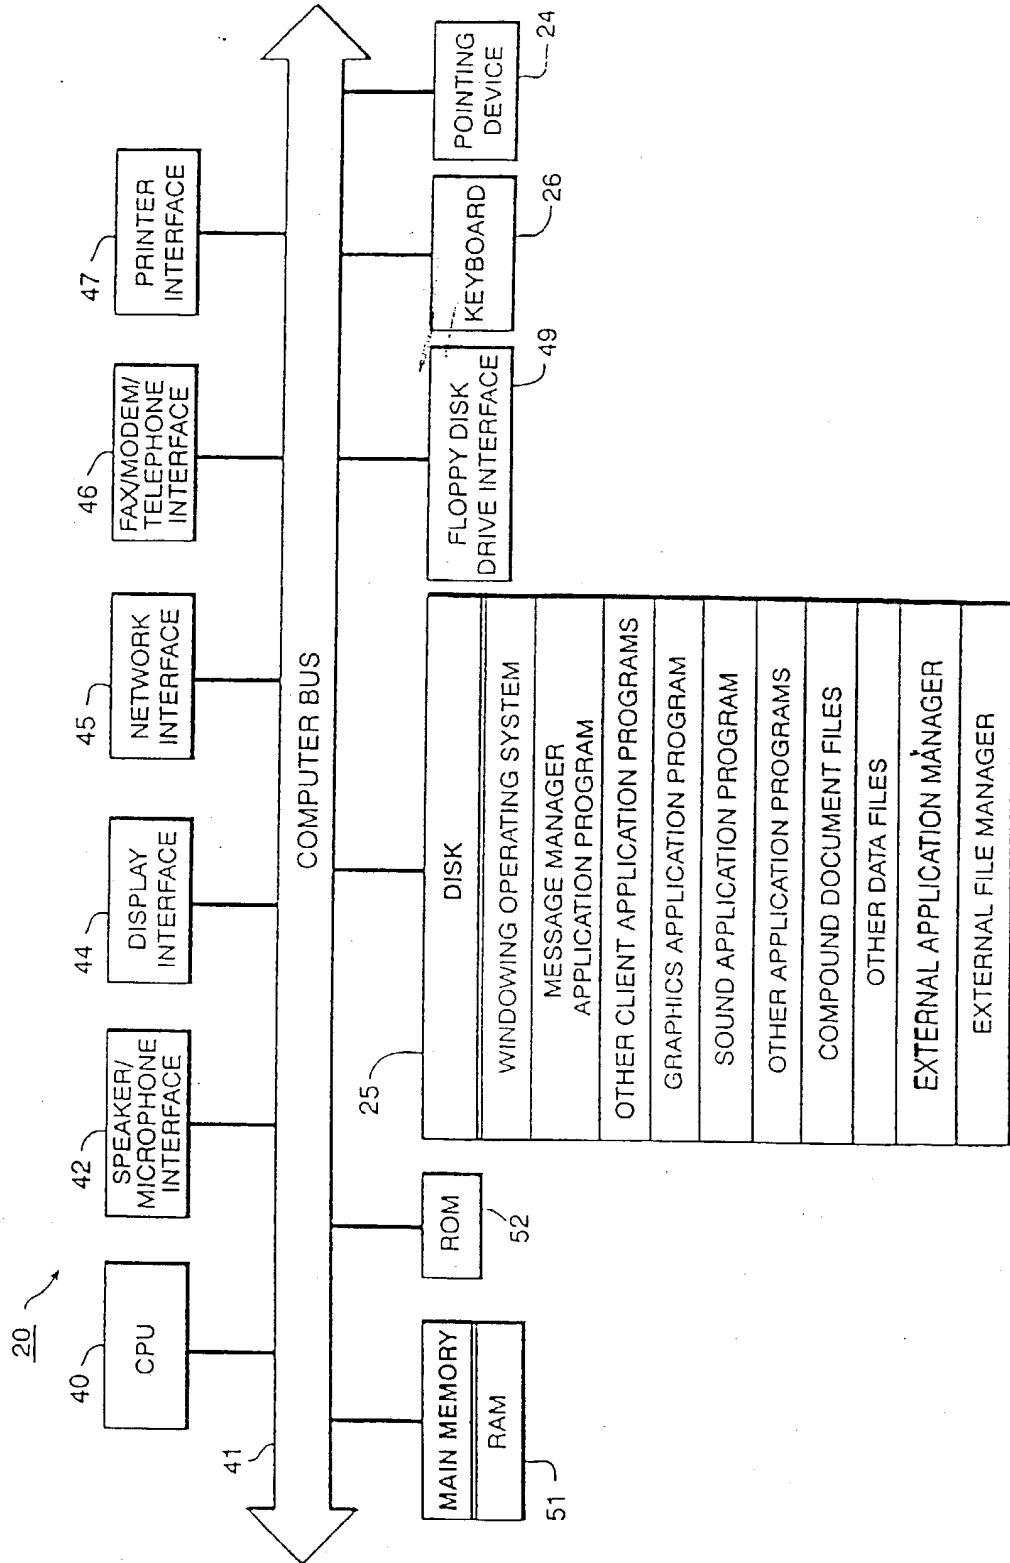 20
40
CPU
42
SPEAKER/
MICROPHONE
INTERFACE
44
DISPLAY
INTERFACE
45
NETWORK
INTERFACE
46
FAX/MODEM/
TELEPHONE
INTERFACE
47
PRINTER
INTERFACE
41
COMPUTER BUS
MAIN MEMORY
RAM
51
ROM
52
25
DISK
WINDOWING OPERATING SYSTEM
MESSAGE MANAGER
APPLICATION PROGRAM
OTHER CLIENT APPLICATION PROGRAMS
GRAPHICS APPLICATION PROGRAM
SOUND APPLICATION PROGRAM
OTHER APPLICATION PROGRAMS
COMPOUND DOCUMENT FILES
OTHER DATA FILES
EXTERNAL APPLICATION MANAGER
EXTERNAL FILE MANAGER
FLOPPY DISK
DRIVE INTERFACE
49
KEYBOARD
26
POINTING
DEVICE
24